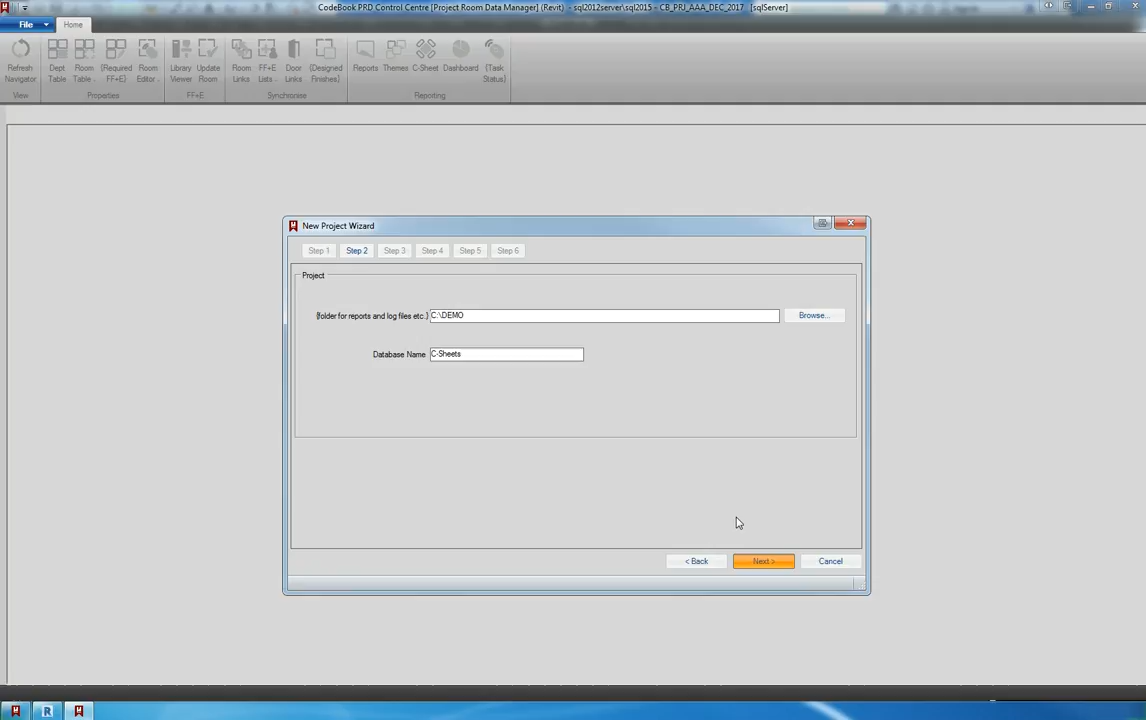 CodeBook PRD Control Centre [Project Room Data Manager] (Revit) - sql2012server\sql2015 - CB_PRJ_AAA_DEC_2017 [sqlServer]
File Home
Refresh Navigator
Dept Table
Room Table
{Required FF+E}
Room Editor
Library Viewer
Update Room
Room Links
FF+E Lists
Door Links
{Designed Finishes}
Reports
Themes
C-Sheet
Dashboard
{Task Status}
View Properties FF+E Synchronise Reporting
New Project Wizard
Step 1 Step 2 Step 3 Step 4 Step 5 Step 6
Project
{folder for reports and log files etc.} C:\DEMO Browse...
Database Name C-Sheets
< Back Next > Cancel